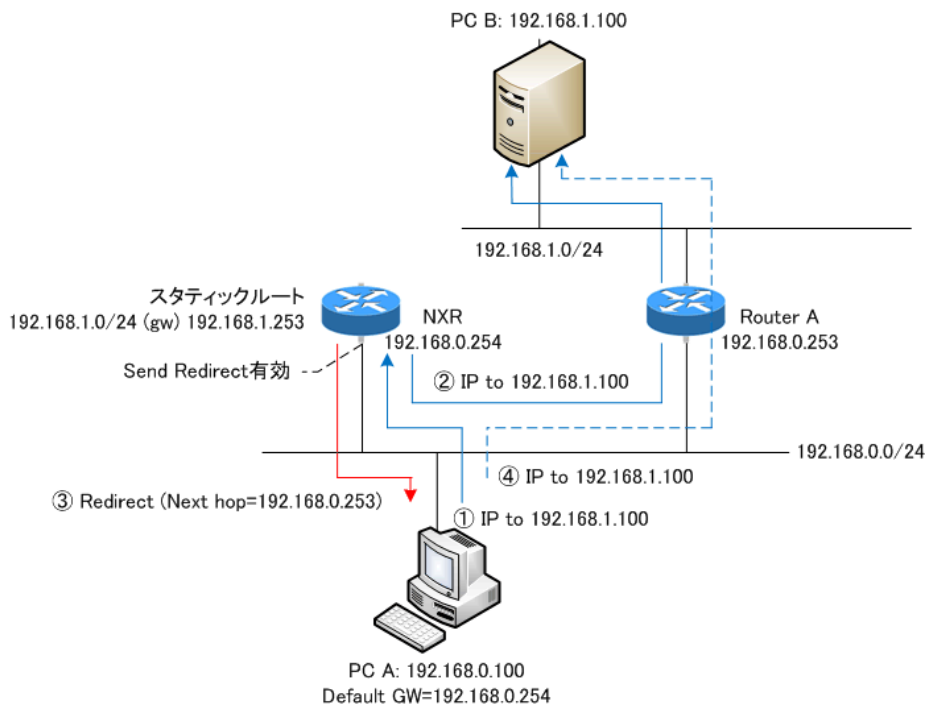 PC B: 192.168.1.100
192.168.1.0/24
スタティックルート
192.168.1.0/24 (gw) 192.168.1.253
NXR
192.168.0.254
Router A
192.168.0.253
Send Redirect有効
② IP to 192.168.1.100
192.168.0.0/24
④ IP to 192.168.1.100
③ Redirect (Next hop=192.168.0.253)
① IP to 192.168.1.100
PC A: 192.168.0.100
Default GW=192.168.0.254